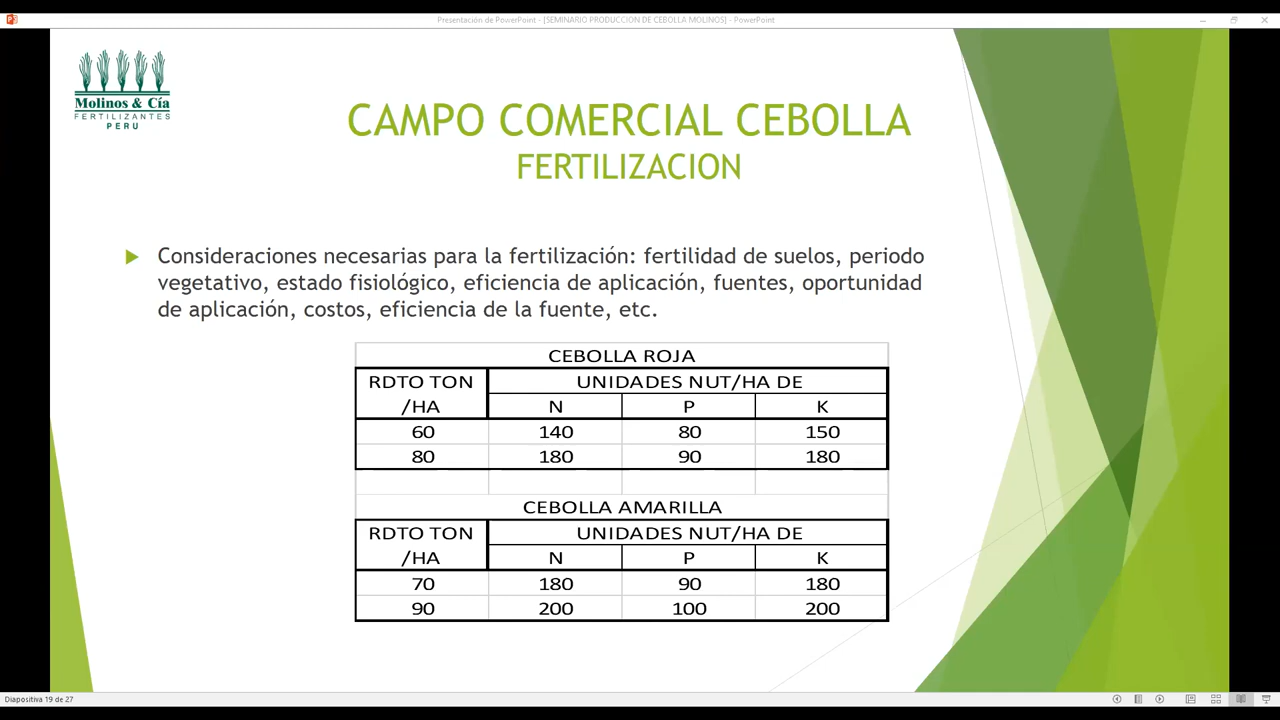 Presentación de PowerPoint - [SEMINARIO PRODUCCION DE CEBOLLA MOLINOS] - PowerPoint
Molinos & Cía
FERTILIZANTES
PERU
CAMPO COMERCIAL CEBOLLA
FERTILIZACION
Consideraciones necesarias para la fertilización: fertilidad de suelos, periodo
vegetativo, estado fisiológico, eficiencia de aplicación, fuentes, oportunidad
de aplicación, costos, eficiencia de la fuente, etc.
CEBOLLA ROJA
RDTO TON /HA UNIDADES NUT/HA DE
N P K
60 140 80 150
80 180 90 180
CEBOLLA AMARILLA
RDTO TON /HA UNIDADES NUT/HA DE
N P K
70 180 90 180
90 200 100 200
Diapositiva 19 de 27